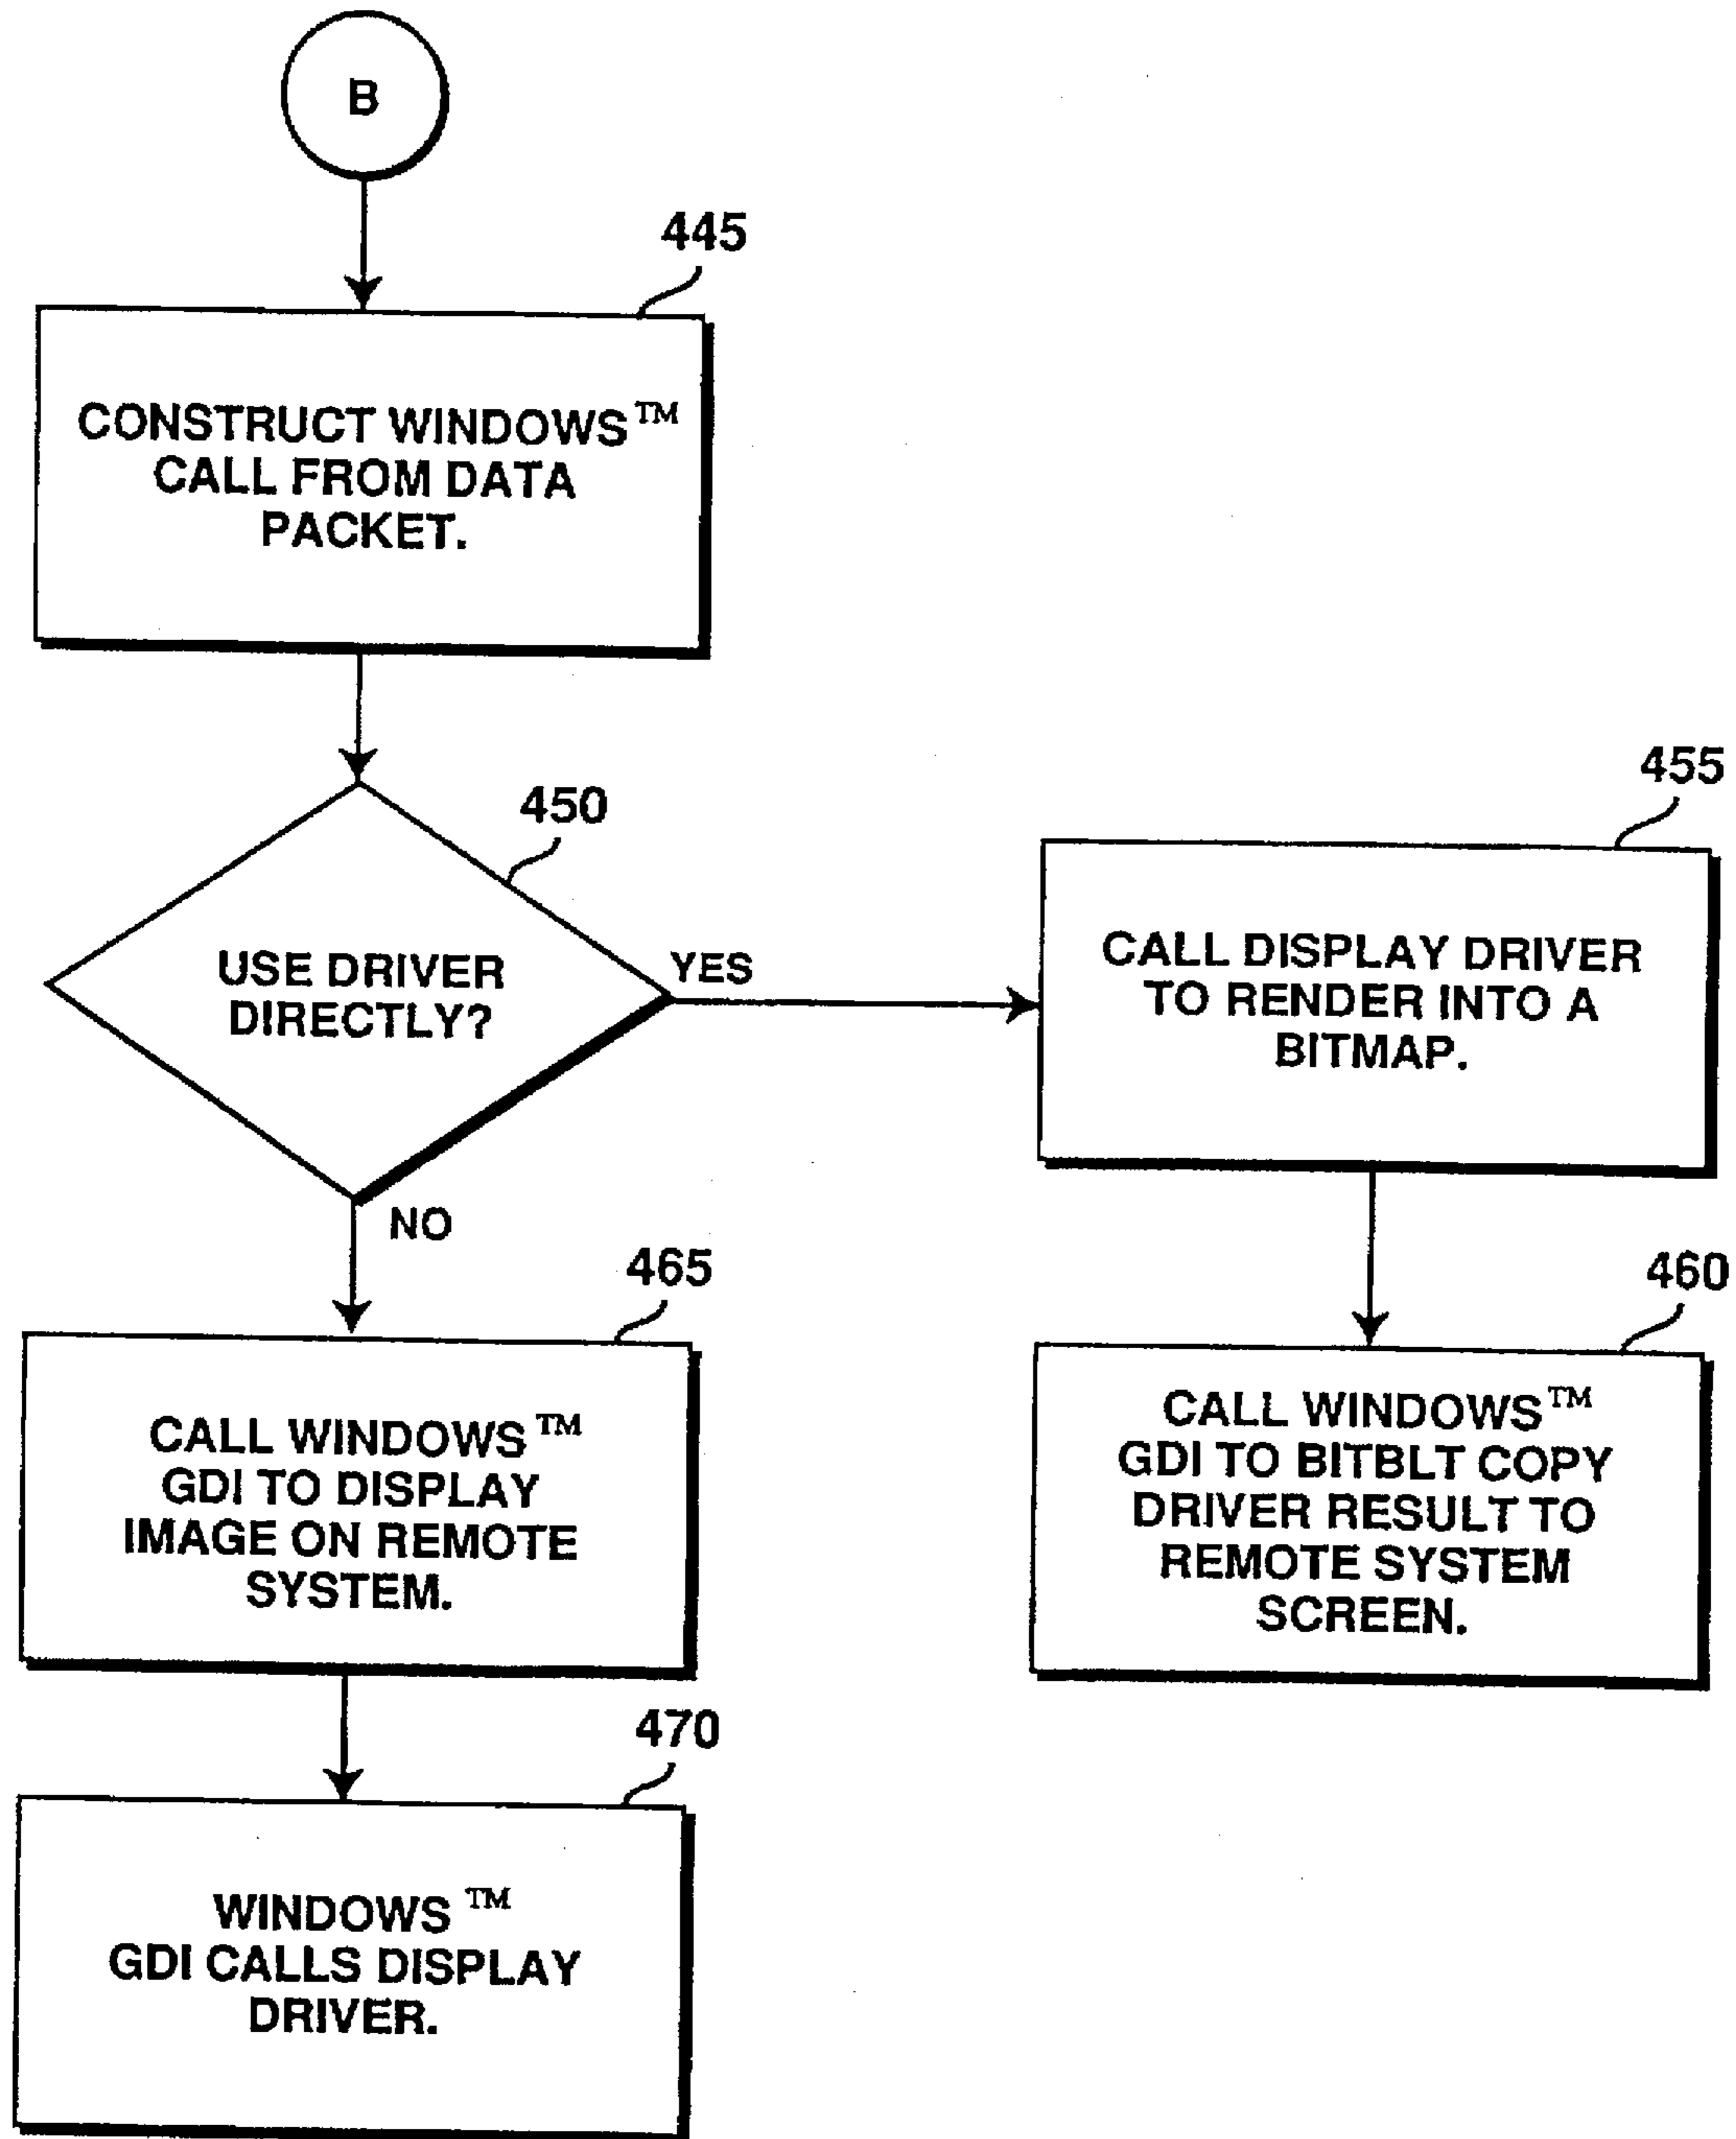 B
445
CONSTRUCT WINDOWS™
CALL FROM DATA
PACKET.
450
USE DRIVER
DIRECTLY?
YES
NO
455
CALL DISPLAY DRIVER
TO RENDER INTO A
BITMAP.
460
CALL WINDOWS™
GDI TO BITBLT COPY
DRIVER RESULT TO
REMOTE SYSTEM
SCREEN.
465
CALL WINDOWS™
GDI TO DISPLAY
IMAGE ON REMOTE
SYSTEM.
470
WINDOWS ™
GDI CALLS DISPLAY
DRIVER.